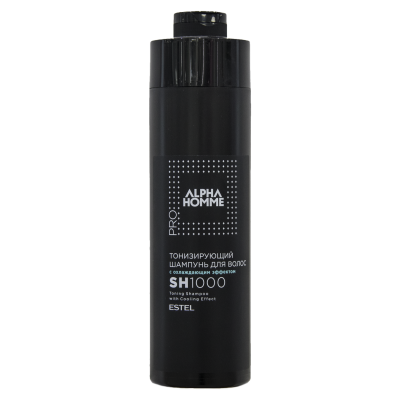 ALPHA
HOMME
PRO
ТОНИЗИРУЮЩИЙ
ШАМПУНЬ ДЛЯ ВОЛОС
с охлаждающим эффектом
SH1000
Toning Shampoo
with Cooling Effect
ESTEL